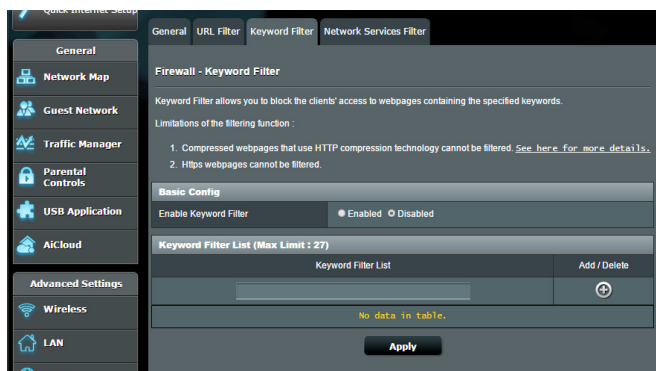 Quick Internet Setup
General
Network Map
Guest Network
Traffic Manager
Parental
Controls
USB Application
AiCloud
Advanced Settings
Wireless
LAN
General URL Filter Keyword Filter Network Services Filter
Firewall - Keyword Filter
Keyword Filter allows you to block the clients' access to webpages containing the specified keywords.
Limitations of the filtering function :
1. Compressed webpages that use HTTP compression technology cannot be filtered. See here for more details.
2. Https webpages cannot be filtered.
Basic Config
Enable Keyword Filter Enabled Disabled
Keyword Filter List (Max Limit : 27)
Keyword Filter List Add / Delete
No data in table.
Apply